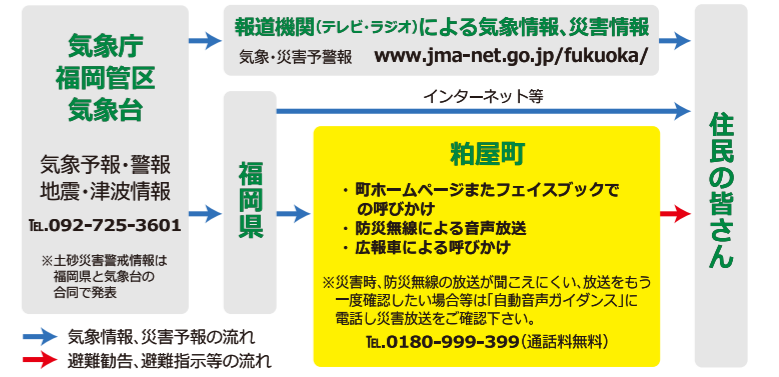 気象庁
福岡管区
気象台
気象予報・警報
地震・津波情報
℡.092-725-3601
※土砂災害警戒情報は
福岡県と気象台の
合同で発表
報道機関(テレビ・ラジオ)による気象情報、災害情報
気象・災害予警報 www.jma-net.go.jp/fukuoka/
インターネット等
福岡県
粕屋町
・町ホームページまたフェイスブックで
の呼びかけ
・防災無線による音声放送
・広報車による呼びかけ
※災害時、防災無線の放送が聞こえにくい、放送をもう
一度確認したい場合等は「自動音声ガイダンス」に
電話し災害放送をご確認下さい。
℡.0180-999-399(通話料無料)
住民の皆さん
気象情報、災害予報の流れ
避難勧告、避難指示等の流れ